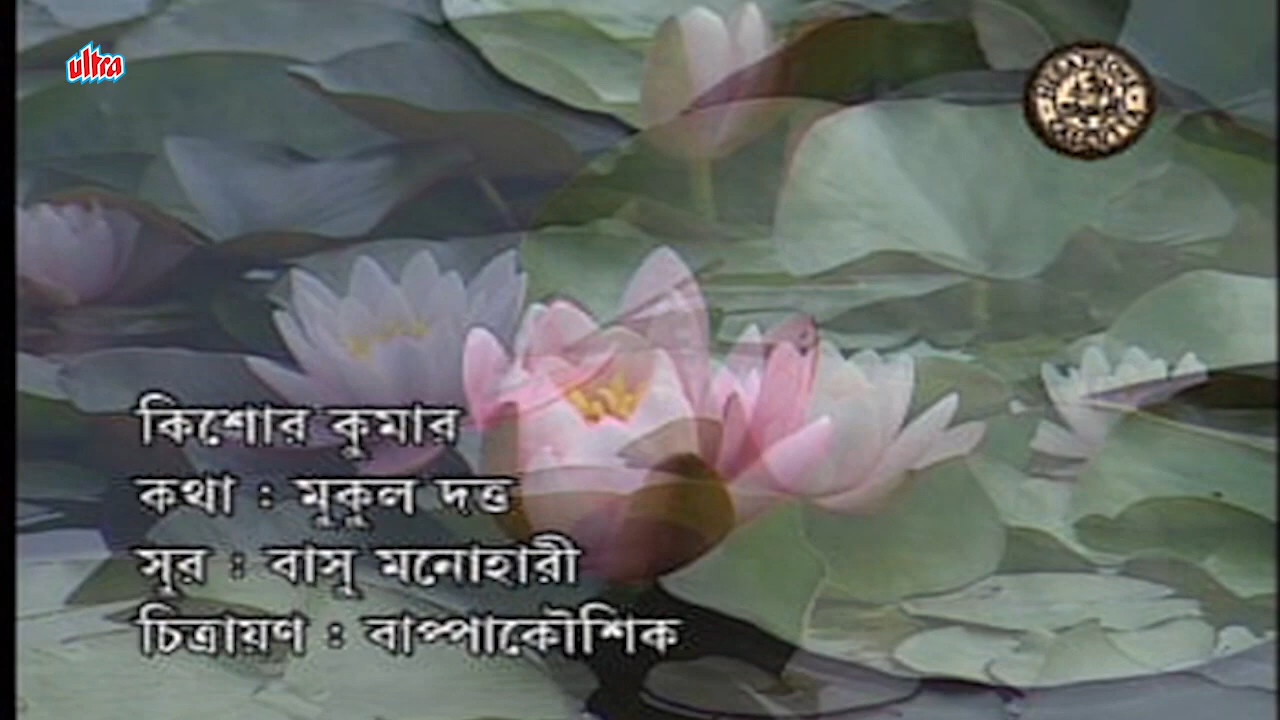 ultra
কিশোর কুমার
কথা : মুকুল দত্ত
সুর : বাসু মনোহারী
চিত্রায়ণ : বাপ্পাকৌশিক